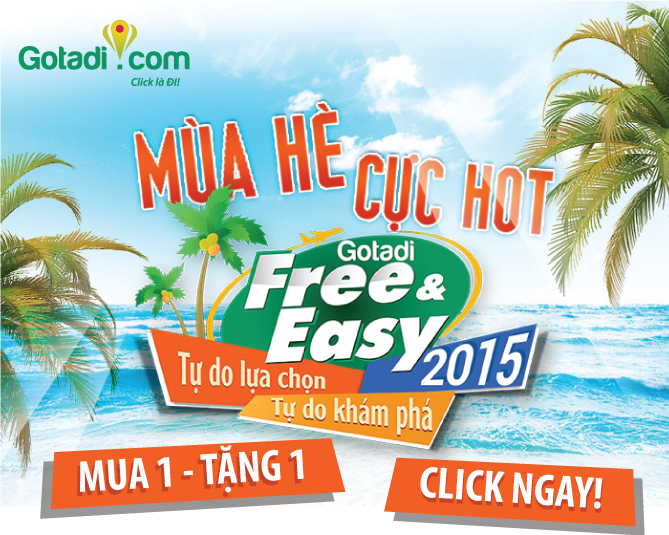 Gotadi.com
Click là Đi!
MÙA HÈ CỰC HOT
Gotadi
Free &
Easy
2015
Tự do lựa chọn
Tự do khám phá
MUA 1 - TẶNG 1
CLICK NGAY!